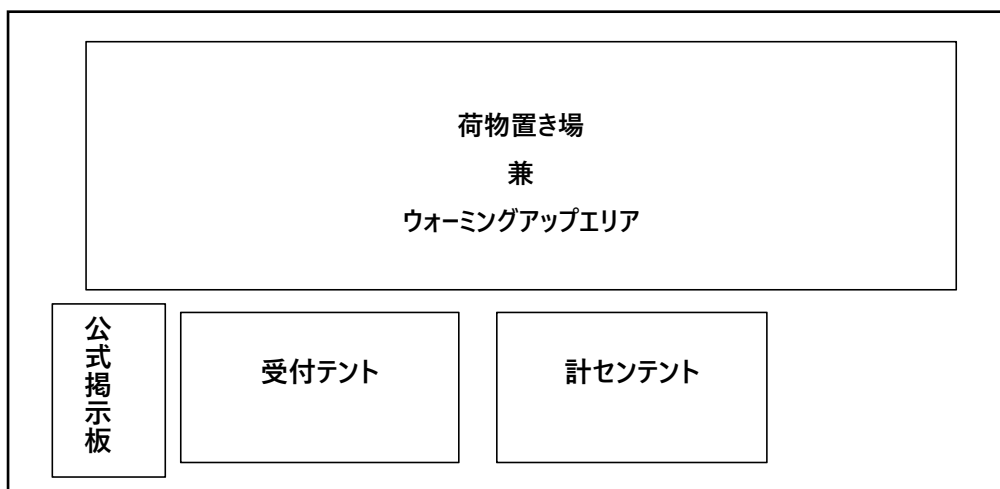 荷物置き場
兼
ウォーミングアップエリア
公式掲示板
受付テント
計センテント